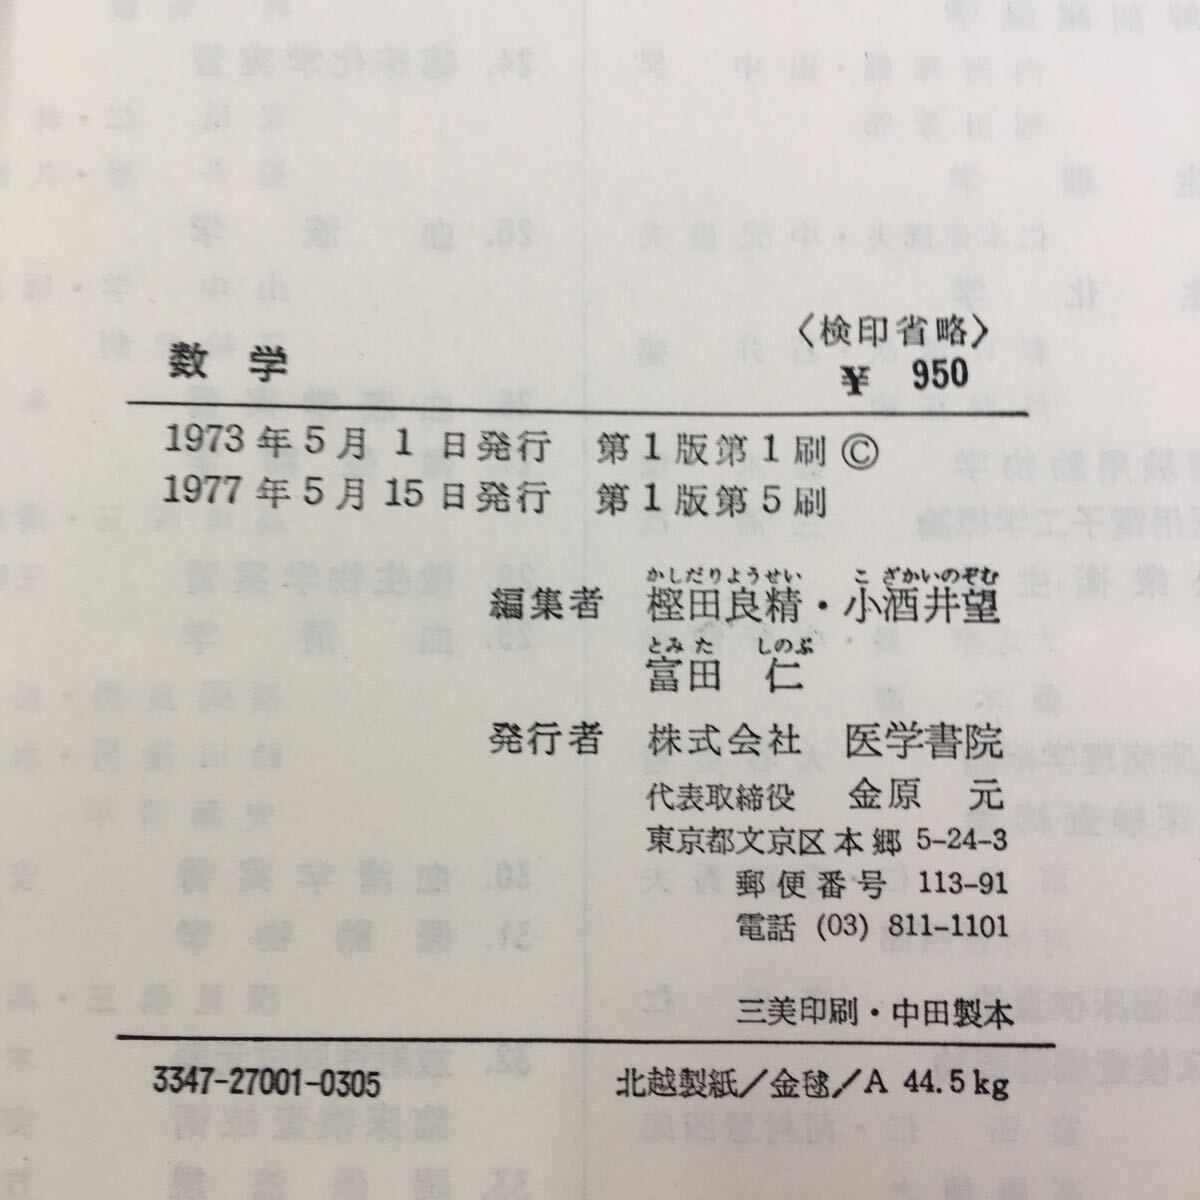 〈検印省略〉
数学 ¥ 950
1973年5月1日発行 第1版第1刷 ©
1977年5月15日発行 第1版第5刷
かしだりようせい こざかいのぞむ
編集者 樫田良精・小酒井望
とみた しのぶ
富田 仁
発行者 株式会社 医学書院
代表取締役 金原 元
東京都文京区本郷 5-24-3
郵便番号 113-91
電話 (03) 811-1101
三美印刷・中田製本
3347-27001-0305 北越製紙/金毬/A 44.5kg